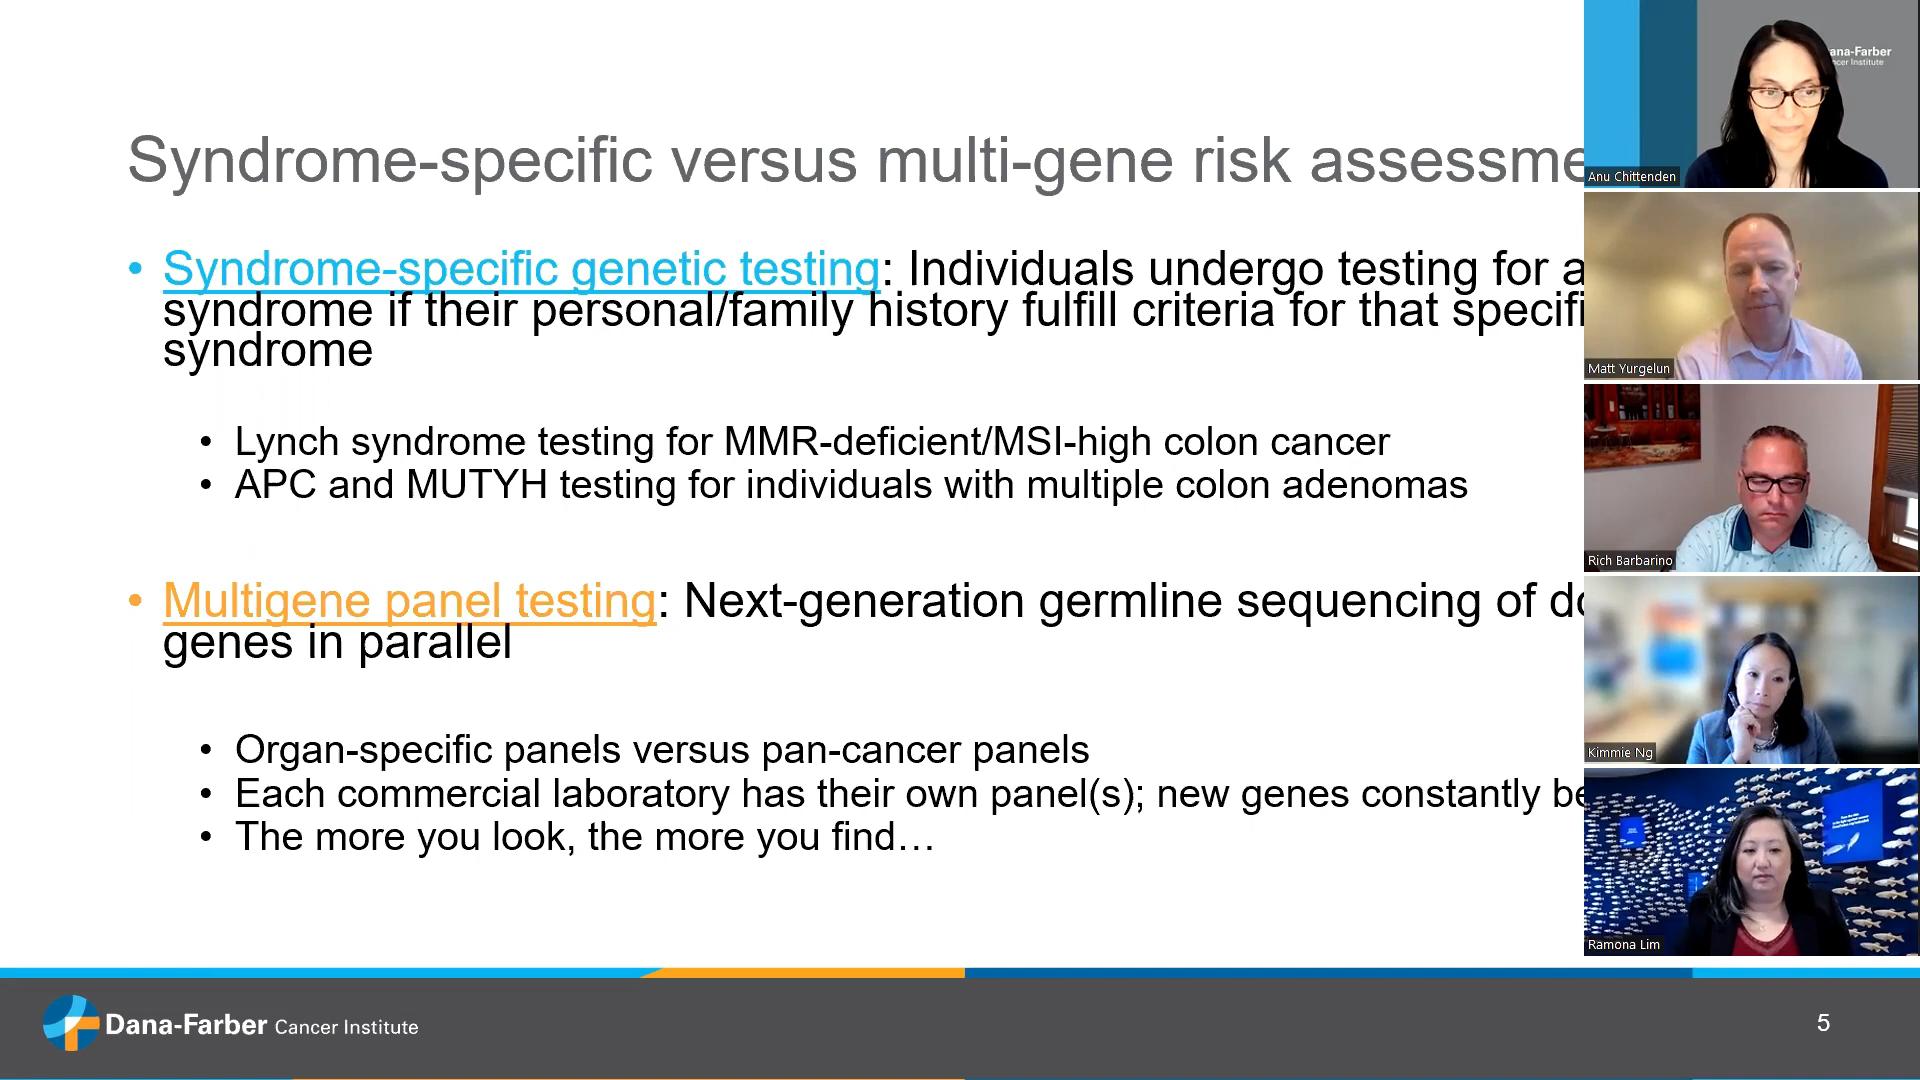 Syndrome-specific versus multi-gene risk assessme
• Syndrome-specific genetic testing: Individuals undergo testing for a
syndrome if their personal/family history fulfill criteria for that specifi
syndrome
• Lynch syndrome testing for MMR-deficient/MSI-high colon cancer
• APC and MUTYH testing for individuals with multiple colon adenomas
• Multigene panel testing: Next-generation germline sequencing of do
genes in parallel
• Organ-specific panels versus pan-cancer panels
• Each commercial laboratory has their own panel(s); new genes constantly be
• The more you look, the more you find…
Dana-Farber Cancer Institute
5
ana-Farber
ncer Institute
Anu Chittenden
Matt Yurgelun
Rich Barbarino
Kimmie Ng
Ramona Lim